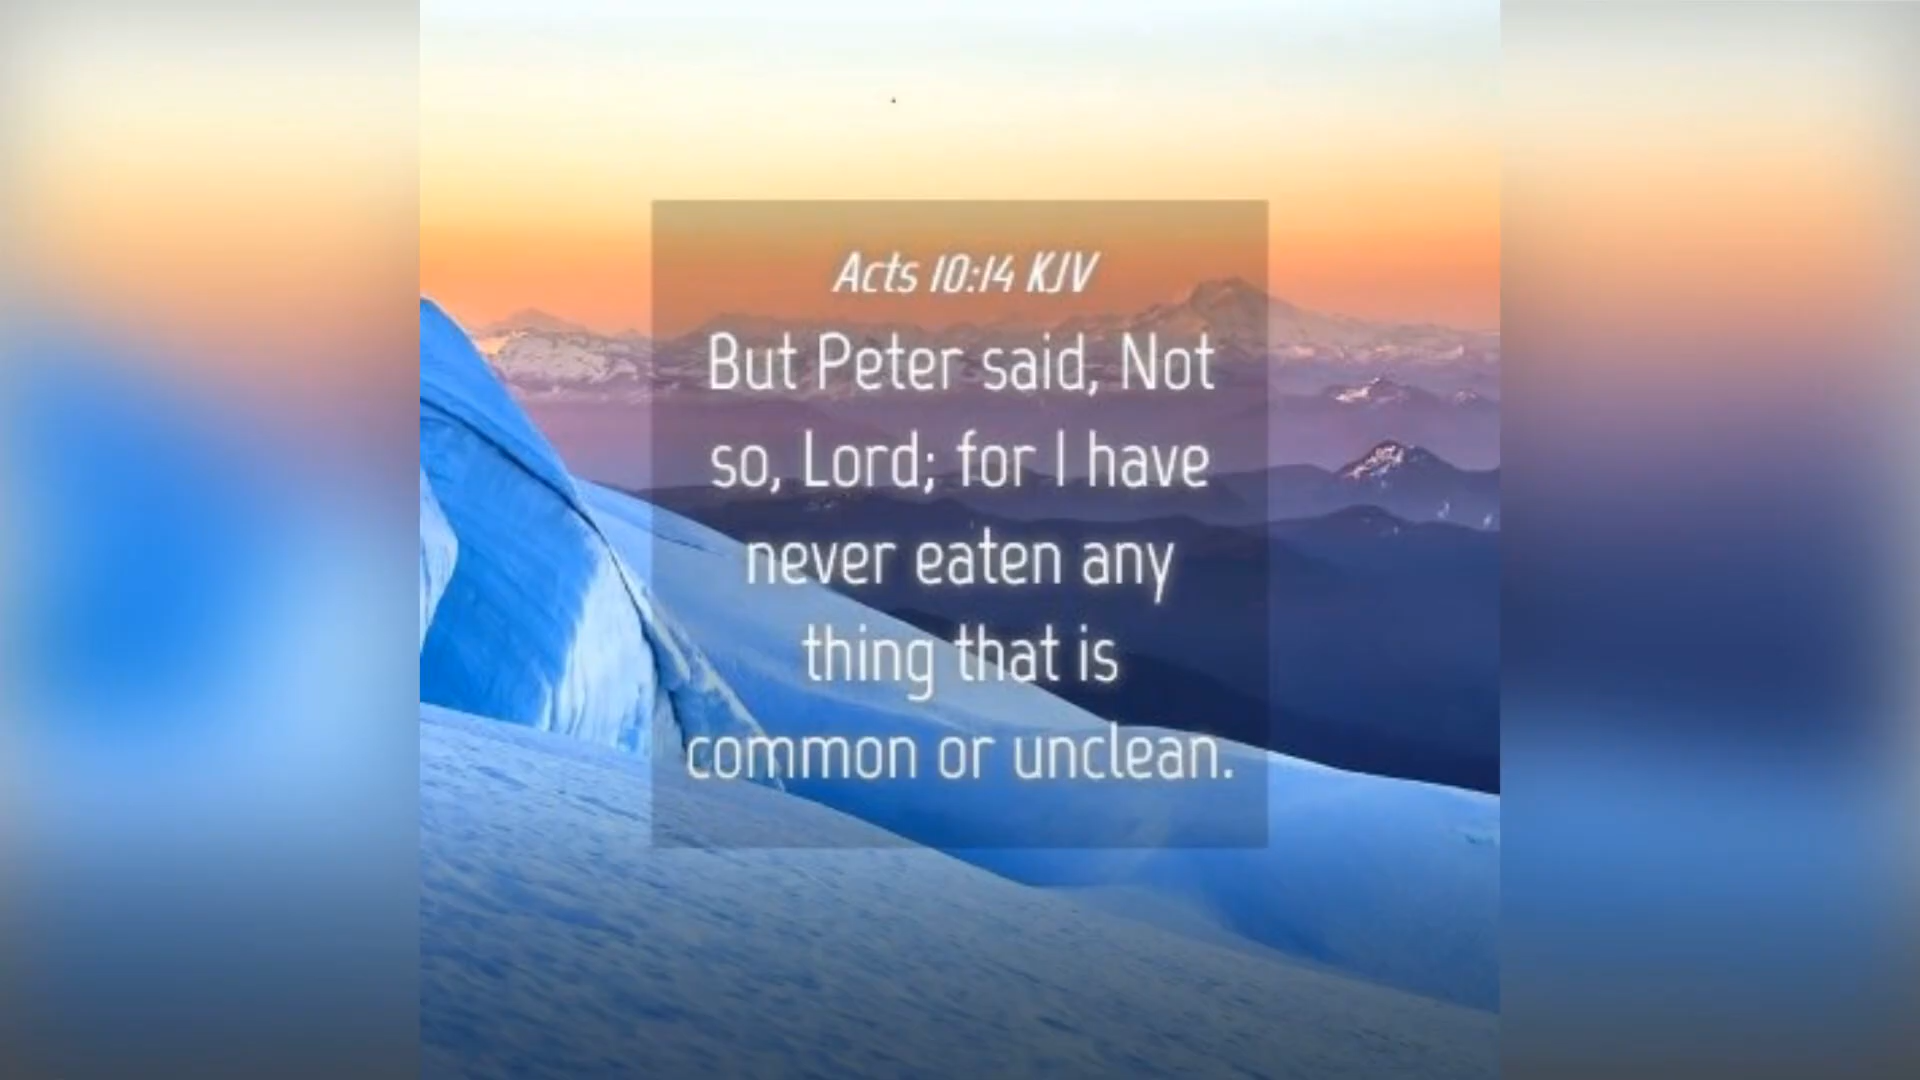 Acts 10:14 KJV
But Peter said, Not
so, Lord; for I have
never eaten any
thing that is
common or unclean.